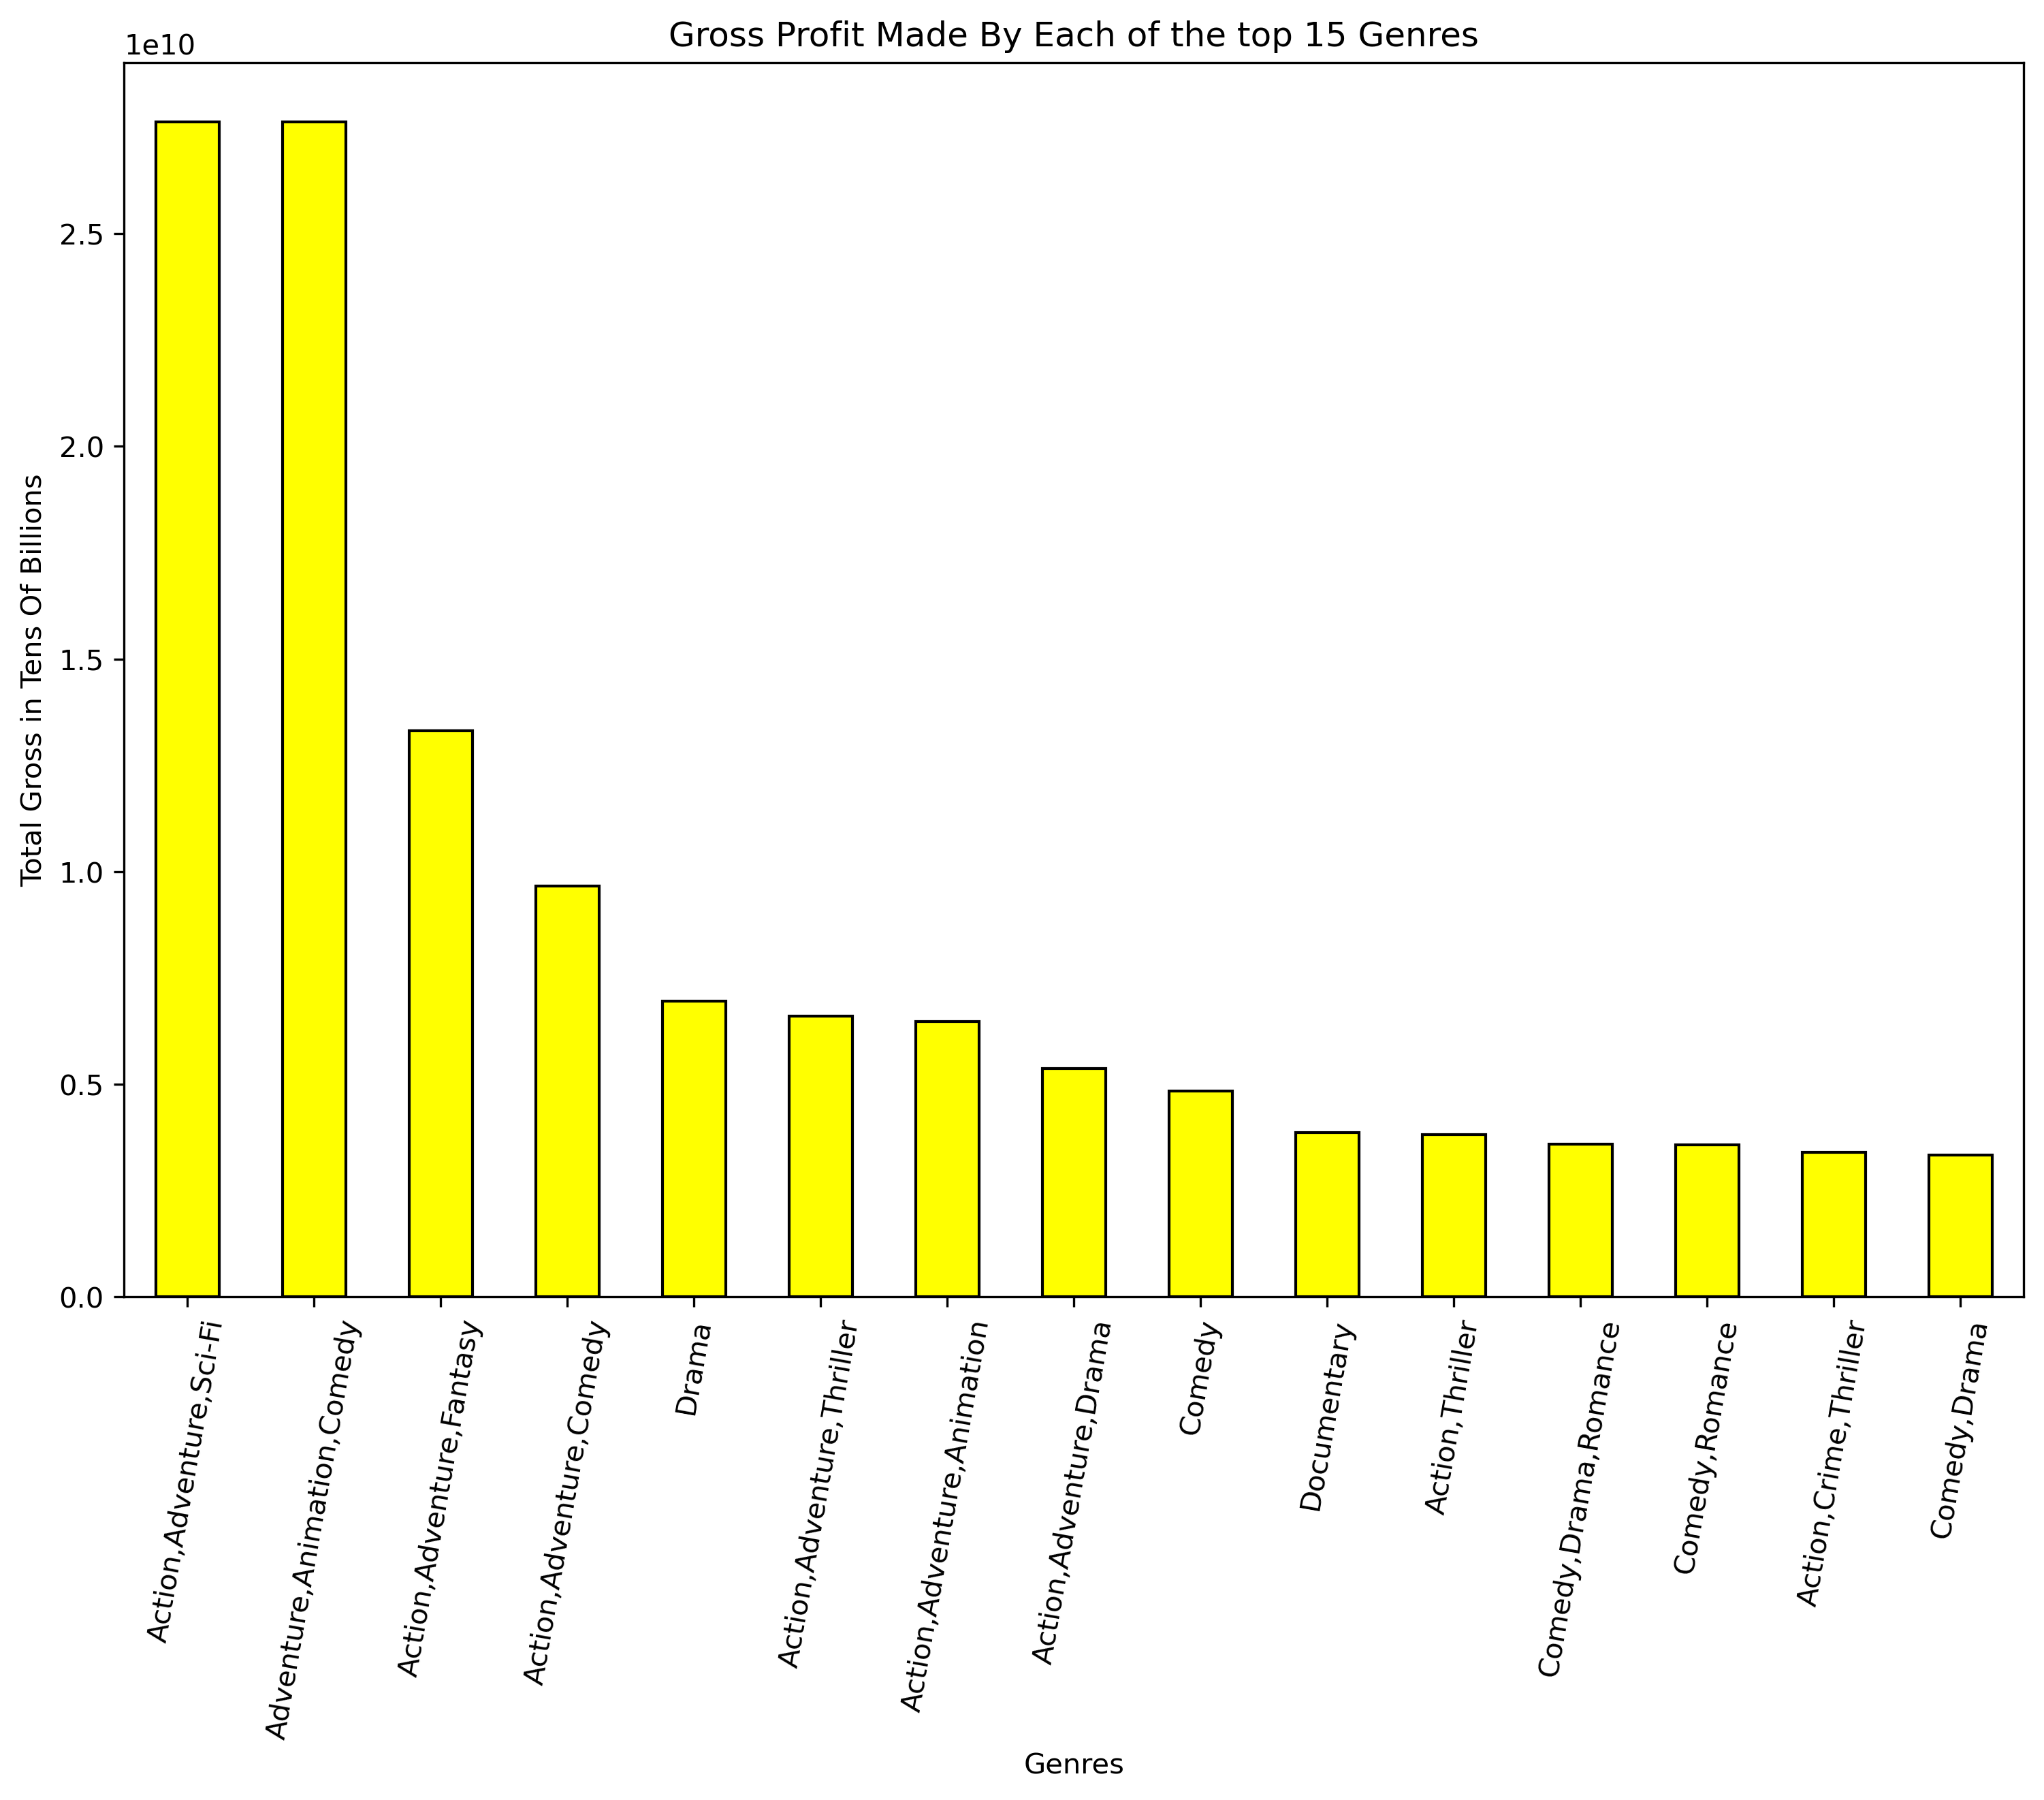 Gross Profit Made By Each of the top 15 Genres
1e10
Total Gross in Tens Of Billions
2.5
2.0
1.5
1.0
0.5
0.0
Action,Adventure,Sci-Fi
Adventure,Animation,Comedy
Action,Adventure,Fantasy
Action,Adventure,Comedy
Drama
Action,Adventure,Thriller
Action,Adventure,Animation
Action,Adventure,Drama
Comedy
Documentary
Action,Thriller
Comedy,Drama,Romance
Comedy,Romance
Action,Crime,Thriller
Comedy,Drama
Genres